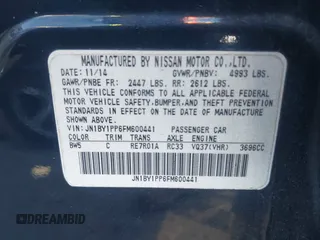 MANUFACTURED BY NISSAN MOTOR CO.,LTD.
DATE: 11/14 GVWR/PNBV: 4993 LBS.
GAWR/PNBE FR: 2447 LBS. RR: 2612 LBS.
THIS VEHICLE CONFORMS TO ALL APPLICABLE FEDERAL
MOTOR VEHICLE SAFETY,BUMPER,AND THEFT PREVENTION
STANDARDS IN EFFECT ON THE DATE OF MANUFACTURE
SHOWN ABOVE.
VIN: JN1BY1PP6FM600441 PASSENGER CAR
COLOR TRIM TRANS AXLE ENGINE
BW5 C RE7R01A RC33 VQ37(VHR) 3696CC
JN1BY1PP6FM600441
DREAMBID